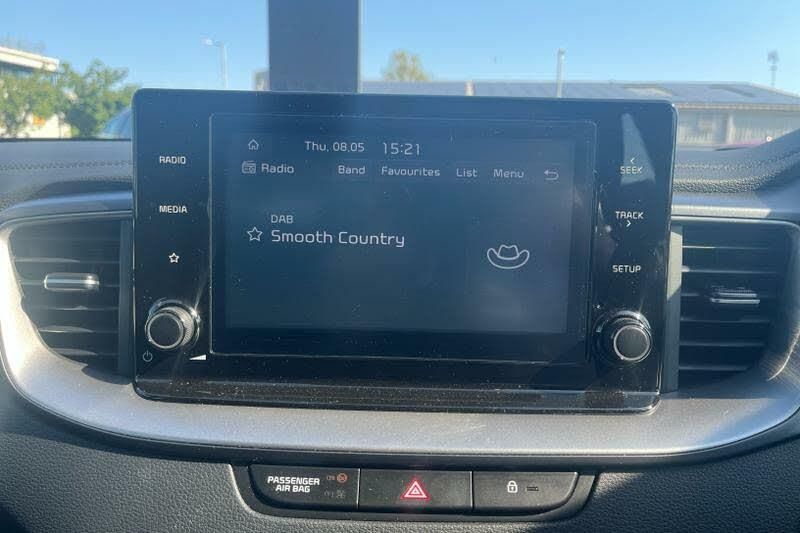 RADIO
MEDIA
Thu, 08.05 15:21
Radio Band Favourites List Menu
DAB
Smooth Country
SEEK
TRACK
SETUP
PASSENGER
AIR BAG